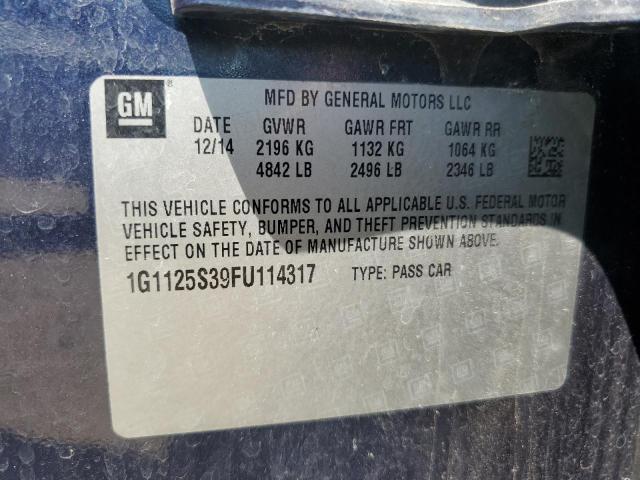 GM®
MFD BY GENERAL MOTORS LLC
DATE GVWR GAWR FRT GAWR RR
12/14 2196 KG 1132 KG 1064 KG
4842 LB 2496 LB 2346 LB
THIS VEHICLE CONFORMS TO ALL APPLICABLE U.S. FEDERAL MOTOR
VEHICLE SAFETY, BUMPER, AND THEFT PREVENTION STANDARDS IN
EFFECT ON THE DATE OF MANUFACTURE SHOWN ABOVE.
1G1125S39FU114317 TYPE: PASS CAR